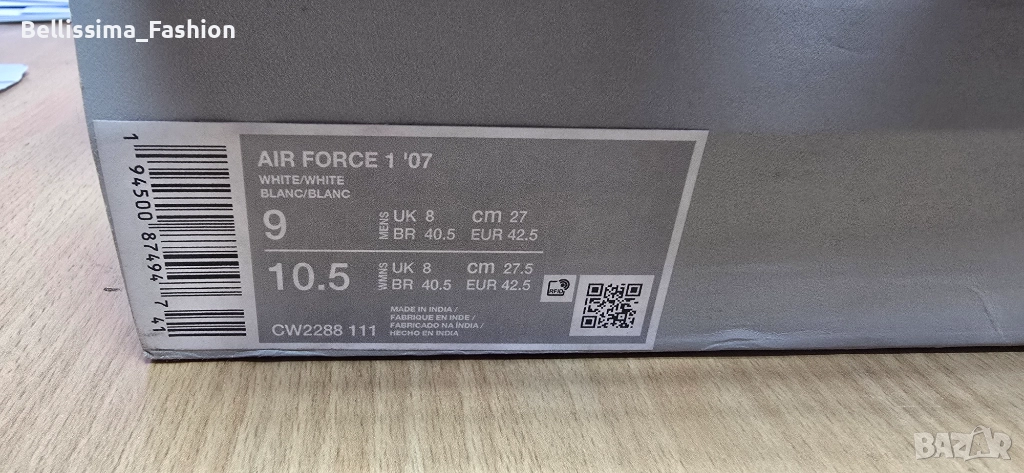 Bellissima_Fashion
1 94500 87494 7 41
AIR FORCE 1 '07
WHITE/WHITE
BLANC/BLANC
9 MENS UK 8 cm 27
BR 40.5 EUR 42.5
10.5 WMNS UK 8 cm 27.5
BR 40.5 EUR 42.5
RFID
CW2288 111
MADE IN INDIA /
FABRIQUE EN INDE /
FABRICADO NA ÍNDIA /
HECHO EN INDIA
BAZAR